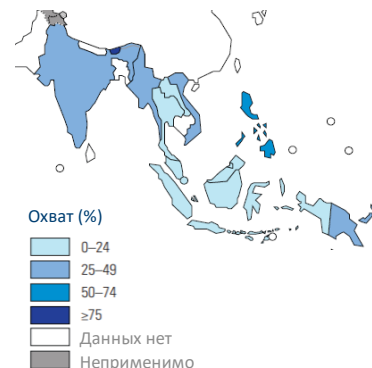 Охват (%)
0–24
25–49
50–74
≥75
Данных нет
Неприменимо